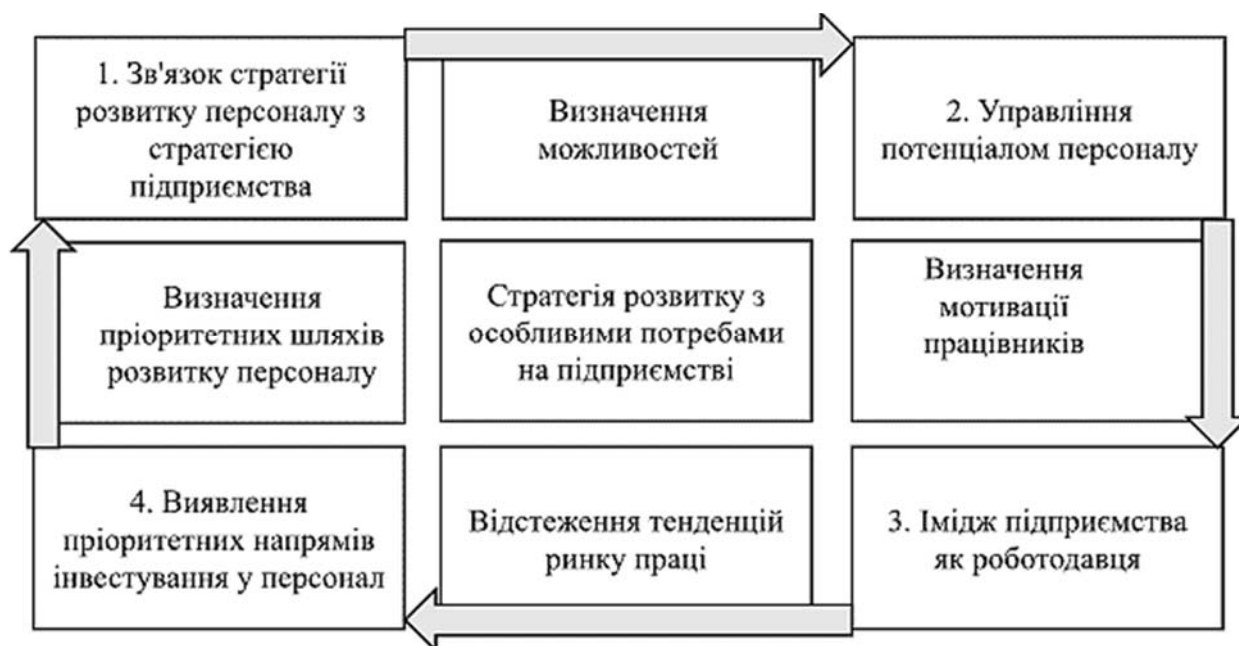 1. Зв'язок стратегії
розвитку персоналу з
стратегією
підприємства
Визначення
можливостей
2. Управління
потенціалом персоналу
Визначення
пріоритетних шляхів
розвитку персоналу
Стратегія розвитку з
особливими потребами
на підприємстві
Визначення
мотивації
працівників
4. Виявлення
пріоритетних напрямів
інвестування у персонал
Відстеження тенденцій
ринку праці
3. Імідж підприємства
як роботодавця